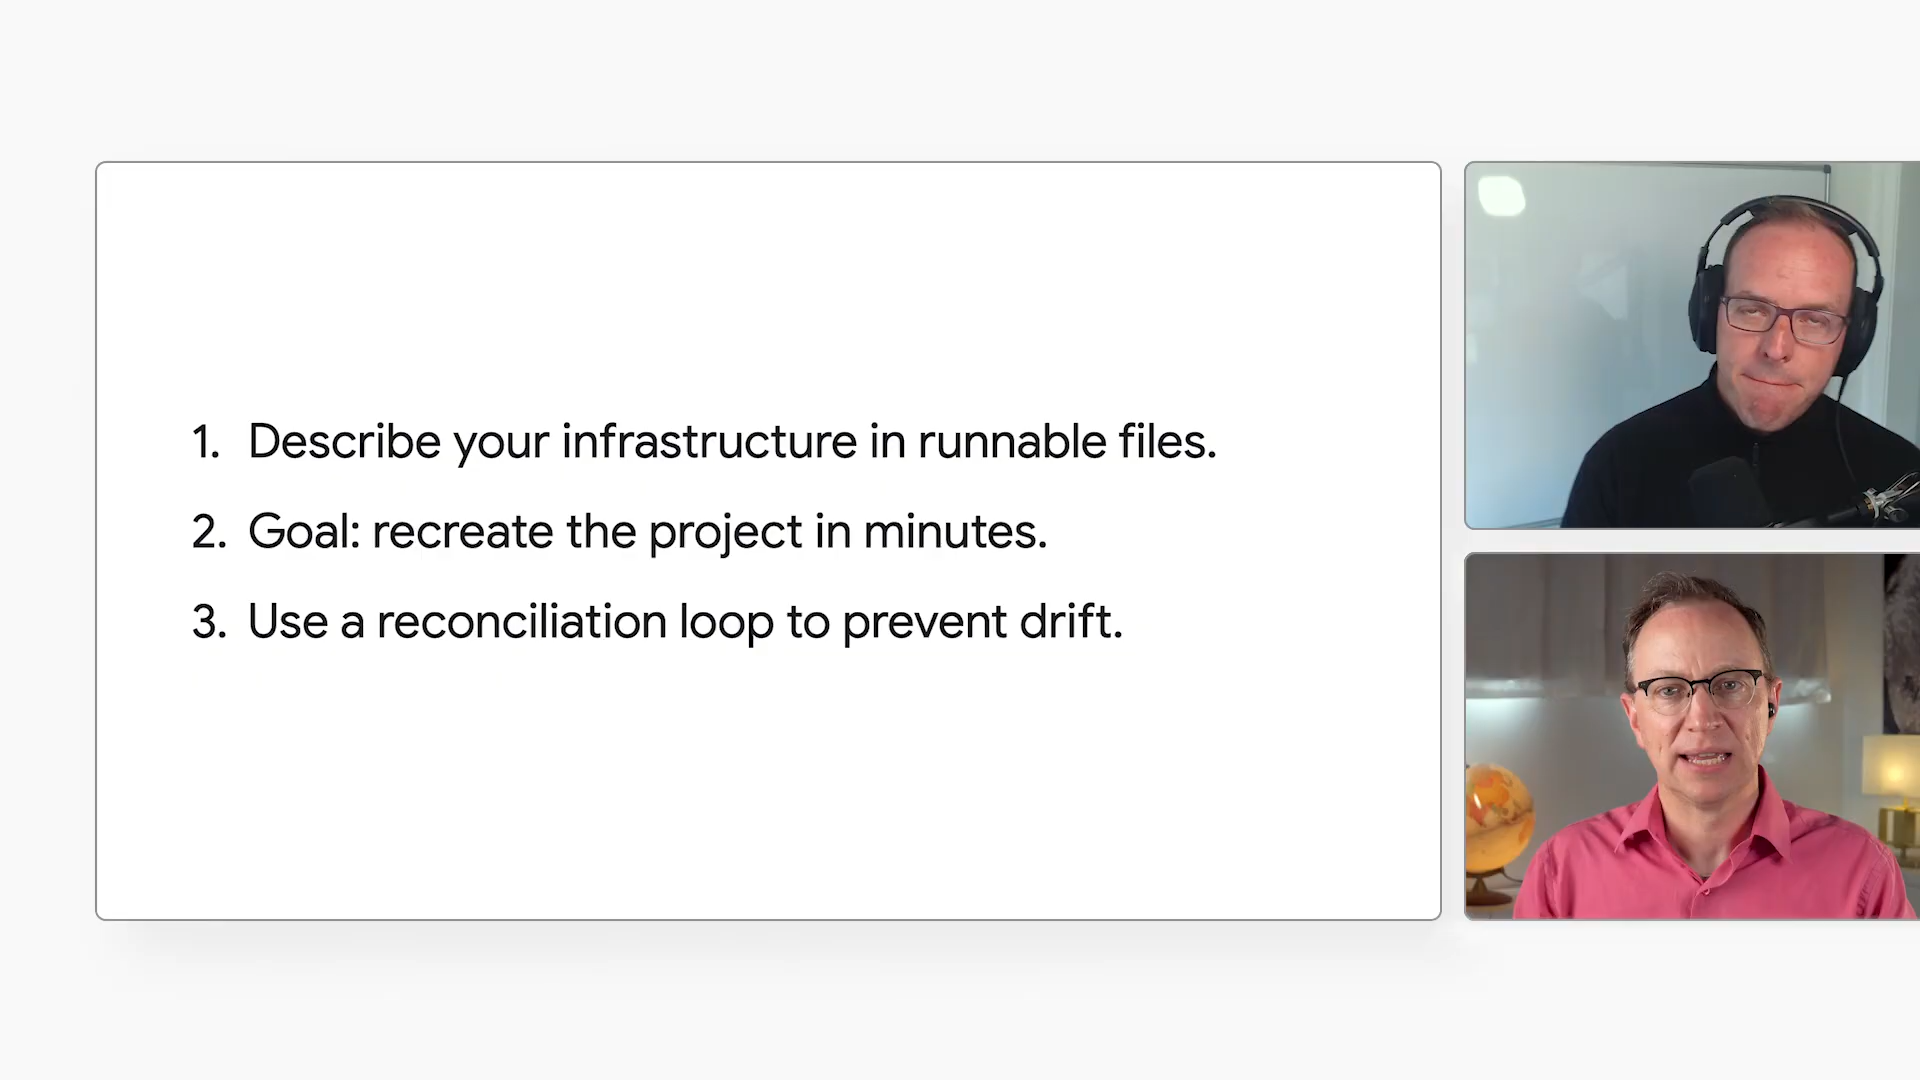 1. Describe your infrastructure in runnable files.
2. Goal: recreate the project in minutes.
3. Use a reconciliation loop to prevent drift.